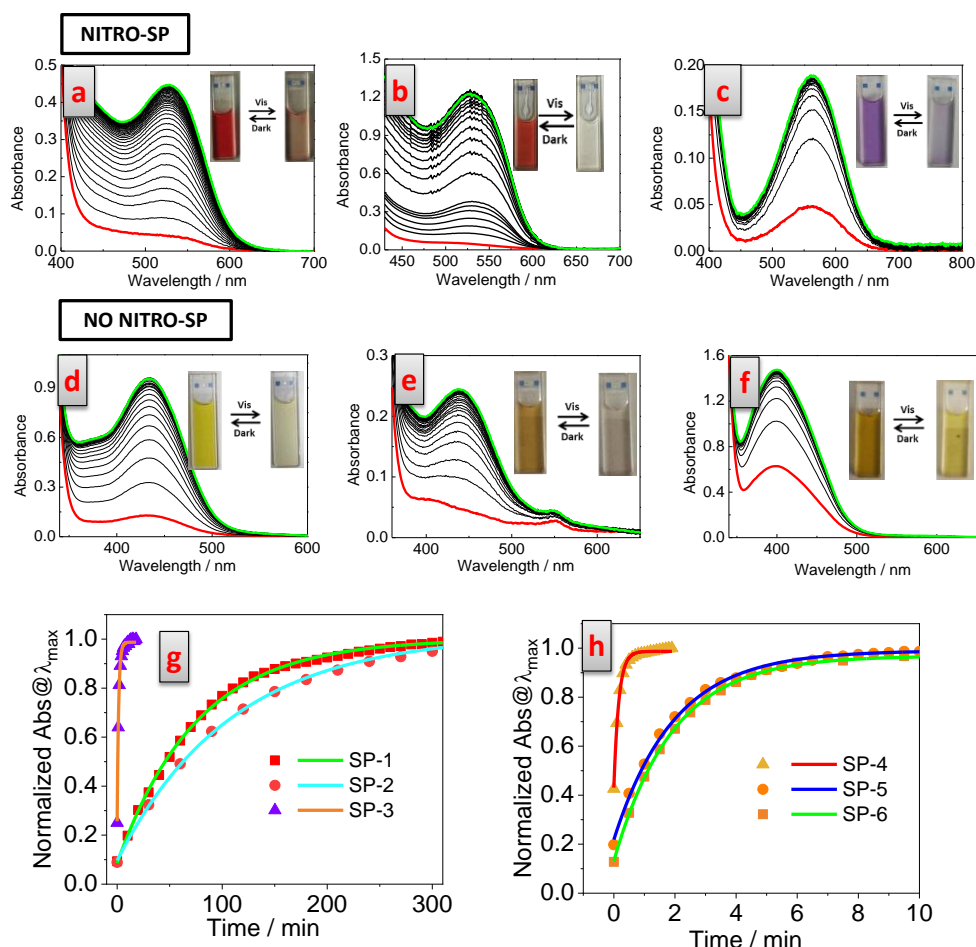 NITRO-SP
a
0.5
0.4
0.3
0.2
0.1
0.0
Absorbance
400
500
600
700
Wavelength / nm
Vis
Dark
b
1.5
1.2
0.9
0.6
0.3
0.0
Absorbance
450
500
550
600
650
700
Wavelength / nm
Vis
Dark
c
0.20
0.15
0.10
0.05
0.00
Absorbance
400
500
600
700
800
Wavelength / nm
Vis
Dark
NO NITRO-SP
d
0.9
0.6
0.3
0.0
Absorbance
400
500
600
Wavelength / nm
Vis
Dark
e
0.3
0.2
0.1
0.0
Absorbance
400
500
600
Wavelength / nm
Vis
Dark
f
1.6
1.2
0.8
0.4
0.0
Absorbance
400
500
600
Wavelength / nm
Vis
Dark
g
1.0
0.8
0.6
0.4
0.2
0.0
Normalized Abs@λmax
0
100
200
300
Time / min
SP-1
SP-2
SP-3
h
1.0
0.8
0.6
0.4
0.2
0.0
Normalized Abs@λmax
0
2
4
6
8
10
Time / min
SP-4
SP-5
SP-6